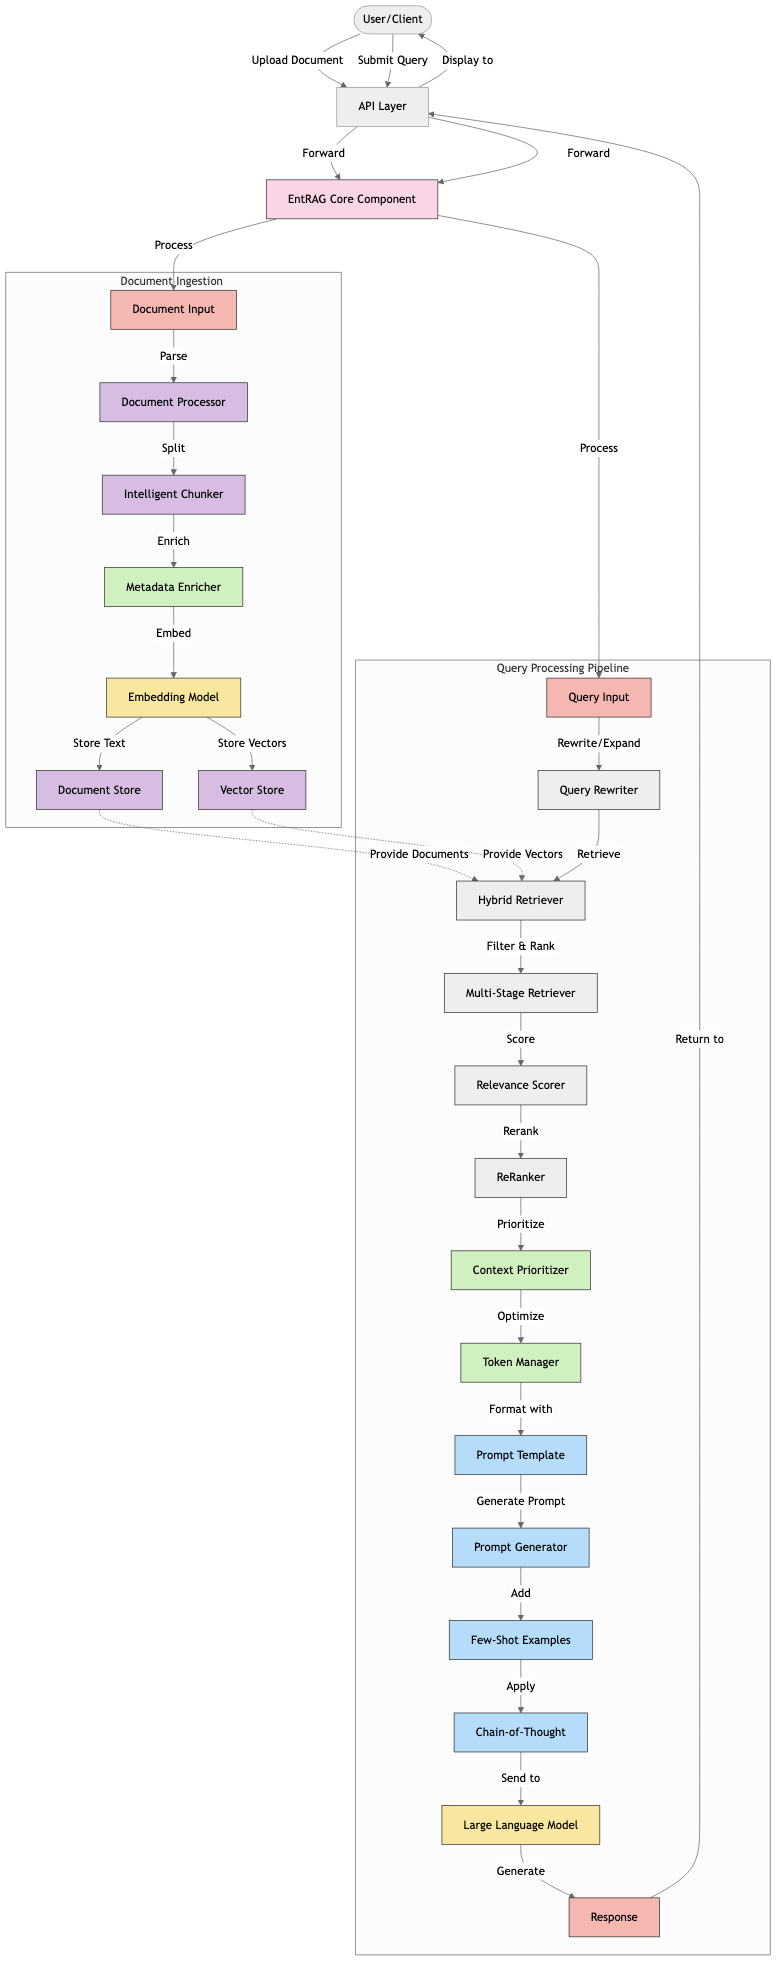 User/Client
Upload Document
Submit Query
Display to
API Layer
Forward
Forward
EntRAG Core Component
Process
Document Ingestion
Document Input
Parse
Document Processor
Split
Process
Intelligent Chunker
Enrich
Metadata Enricher
Embed
Query Processing Pipeline
Embedding Model
Query Input
Store Text
Store Vectors
Rewrite/Expand
Document Store
Vector Store
Query Rewriter
Provide Documents
Provide Vectors
Retrieve
Hybrid Retriever
Filter & Rank
Multi-Stage Retriever
Score
Return to
Relevance Scorer
Rerank
ReRanker
Prioritize
Context Prioritizer
Optimize
Token Manager
Format with
Prompt Template
Generate Prompt
Prompt Generator
Add
Few-Shot Examples
Apply
Chain-of-Thought
Send to
Large Language Model
Generate
Response